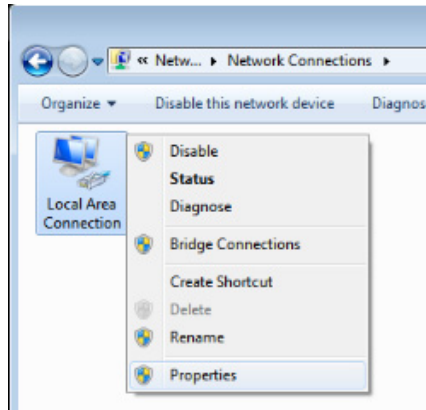 « Netw... ▸ Network Connections ▸
Organize ▾ Disable this network device Diagnos
Local Area
Connection
Disable
Status
Diagnose
Bridge Connections
Create Shortcut
Delete
Rename
Properties